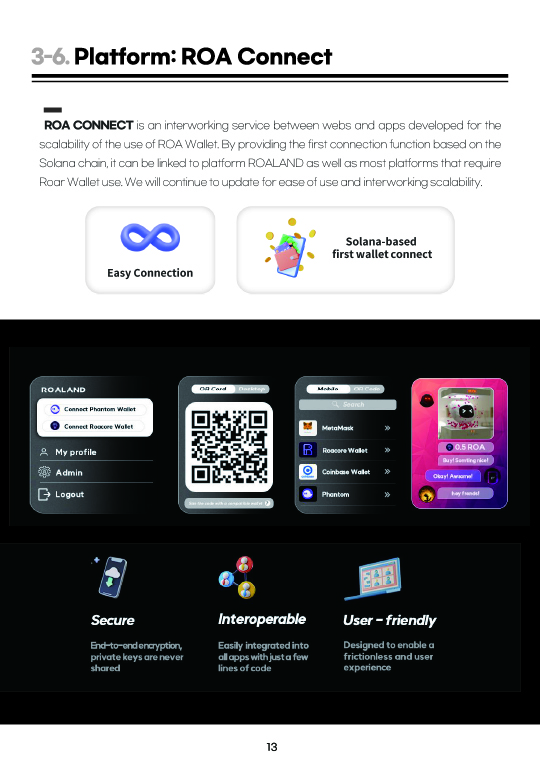 3-6. Platform: ROA Connect
ROA CONNECT is an interworking service between webs and apps developed for the
scalability of the use of ROA Wallet. By providing the first connection function based on the
Solana chain, it can be linked to platform ROALAND as well as most platforms that require
Roar Wallet use. We will continue to update for ease of use and interworking scalability.
Easy Connection
Solana-based
first wallet connect
ROALAND
Connect Phantom Wallet
Connect Roacore Wallet
My profile
Admin
Logout
QR Card Desktop
Mobile QR Code
Search
MetaMask
Roacore Wallet
Coinbase Wallet
Phantom
0,5 ROA
Okay! Awsome!
hey friends!
Secure
End-to-end encryption,
private keys are never
shared
Interoperable
Easily integrated into
all apps with just a few
lines of code
User - friendly
Designed to enable a
frictionless and user
experience
13